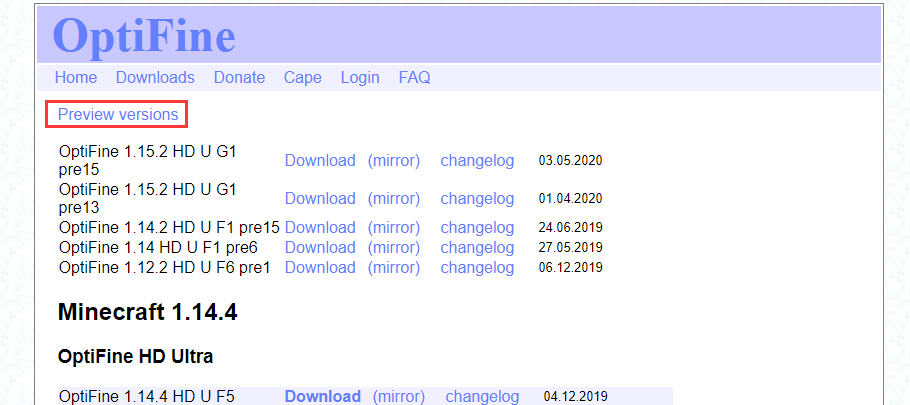 OptiFine
Home Downloads Donate Cape Login FAQ
Preview versions
OptiFine 1.15.2 HD U G1
pre15 Download (mirror) changelog 03.05.2020
OptiFine 1.15.2 HD U G1
pre13 Download (mirror) changelog 01.04.2020
OptiFine 1.14.2 HD U F1 pre15 Download (mirror) changelog 24.06.2019
OptiFine 1.14 HD U F1 pre6 Download (mirror) changelog 27.05.2019
OptiFine 1.12.2 HD U F6 pre1 Download (mirror) changelog 06.12.2019
Minecraft 1.14.4
OptiFine HD Ultra
OptiFine 1.14.4 HD U F5 Download (mirror) changelog 04.12.2019